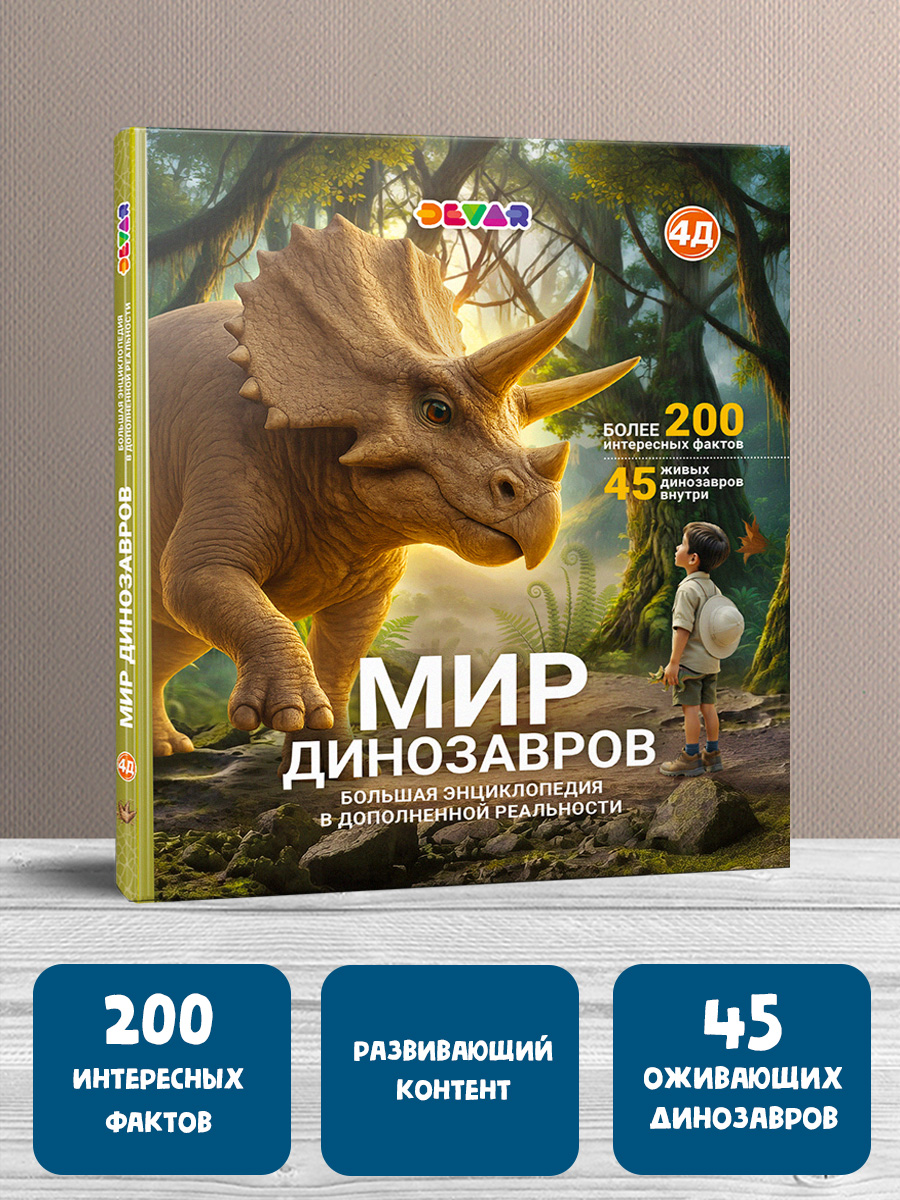 DEVAR
4Д
БОЛЕЕ 200
интересных фактов
45 живых
динозавров
внутри
МИР
ДИНОЗАВРОВ
БОЛЬШАЯ ЭНЦИКЛОПЕДИЯ
В ДОПОЛНЕННОЙ РЕАЛЬНОСТИ
DEVAR
БОЛЬШАЯ ЭНЦИКЛОПЕДИЯ
В ДОПОЛНЕННОЙ РЕАЛЬНОСТИ
МИР ДИНОЗАВРОВ
4Д
200
ИНТЕРЕСНЫХ
ФАКТОВ
РАЗВИВАЮЩИЙ
КОНТЕНТ
45
ОЖИВАЮЩИХ
ДИНОЗАВРОВ